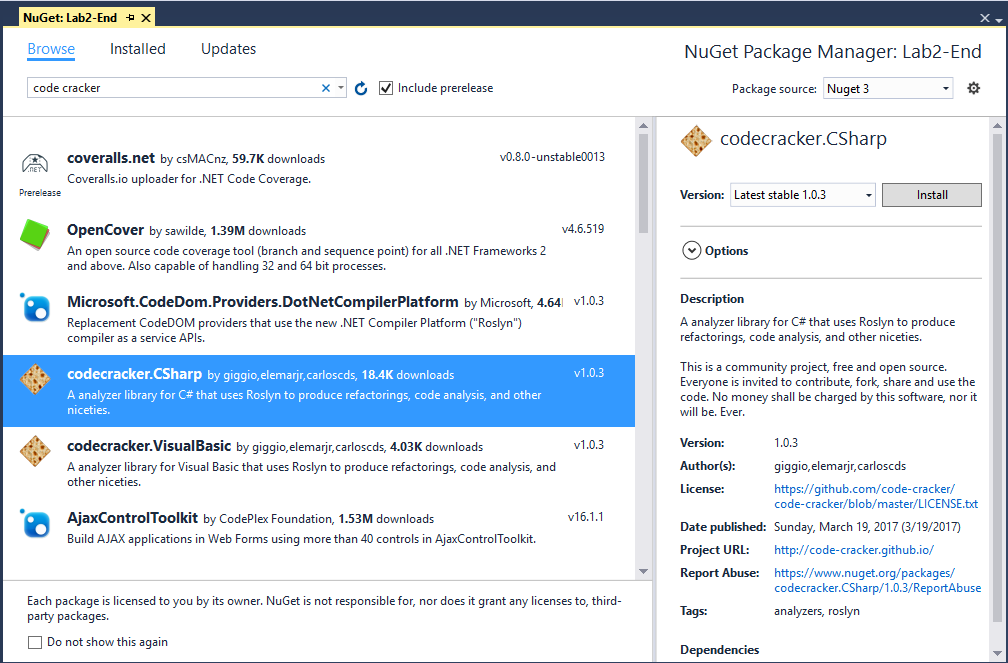 NuGet: Lab2-End
Browse Installed Updates
NuGet Package Manager: Lab2-End
code cracker
Include prerelease
Package source: Nuget 3
coveralls.net by csMACnz, 59.7K downloads v0.8.0-unstable0013
Coveralls.io uploader for .NET Code Coverage.
.NET
Prerelease
OpenCover by sawilde, 1.39M downloads v4.6.519
An open source code coverage tool (branch and sequence point) for all .NET Frameworks 2
and above. Also capable of handling 32 and 64 bit processes.
Microsoft.CodeDom.Providers.DotNetCompilerPlatform by Microsoft, 4.64 v1.0.3
Replacement CodeDOM providers that use the new .NET Compiler Platform ("Roslyn")
compiler as a service APIs.
codecracker.CSharp by giggio,elemarjr,carloscds, 18.4K downloads v1.0.3
A analyzer library for C# that uses Roslyn to produce refactorings, code analysis, and other
niceties.
codecracker.VisualBasic by giggio,elemarjr,carloscds, 4.03K downloads v1.0.3
A analyzer library for Visual Basic that uses Roslyn to produce refactorings, code analysis, and
other niceties.
AjaxControlToolkit by CodePlex Foundation, 1.53M downloads v16.1.1
Build AJAX applications in Web Forms using more than 40 controls in AjaxControlToolkit.
Each package is licensed to you by its owner. NuGet is not responsible for, nor does it grant any licenses to, third-
party packages.
Do not show this again
codecracker.CSharp
Version: Latest stable 1.0.3 Install
Options
Description
A analyzer library for C# that uses Roslyn to produce
refactorings, code analysis, and other niceties.
This is a community project, free and open source.
Everyone is invited to contribute, fork, share and use the
code. No money shall be charged by this software, nor it
will be. Ever.
Version: 1.0.3
Author(s): giggio,elemarjr,carloscds
License: https://github.com/code-cracker/
code-cracker/blob/master/LICENSE.txt
Date published: Sunday, March 19, 2017 (3/19/2017)
Project URL: http://code-cracker.github.io/
Report Abuse: https://www.nuget.org/packages/
codecracker.CSharp/1.0.3/ReportAbuse
Tags: analyzers, roslyn
Dependencies